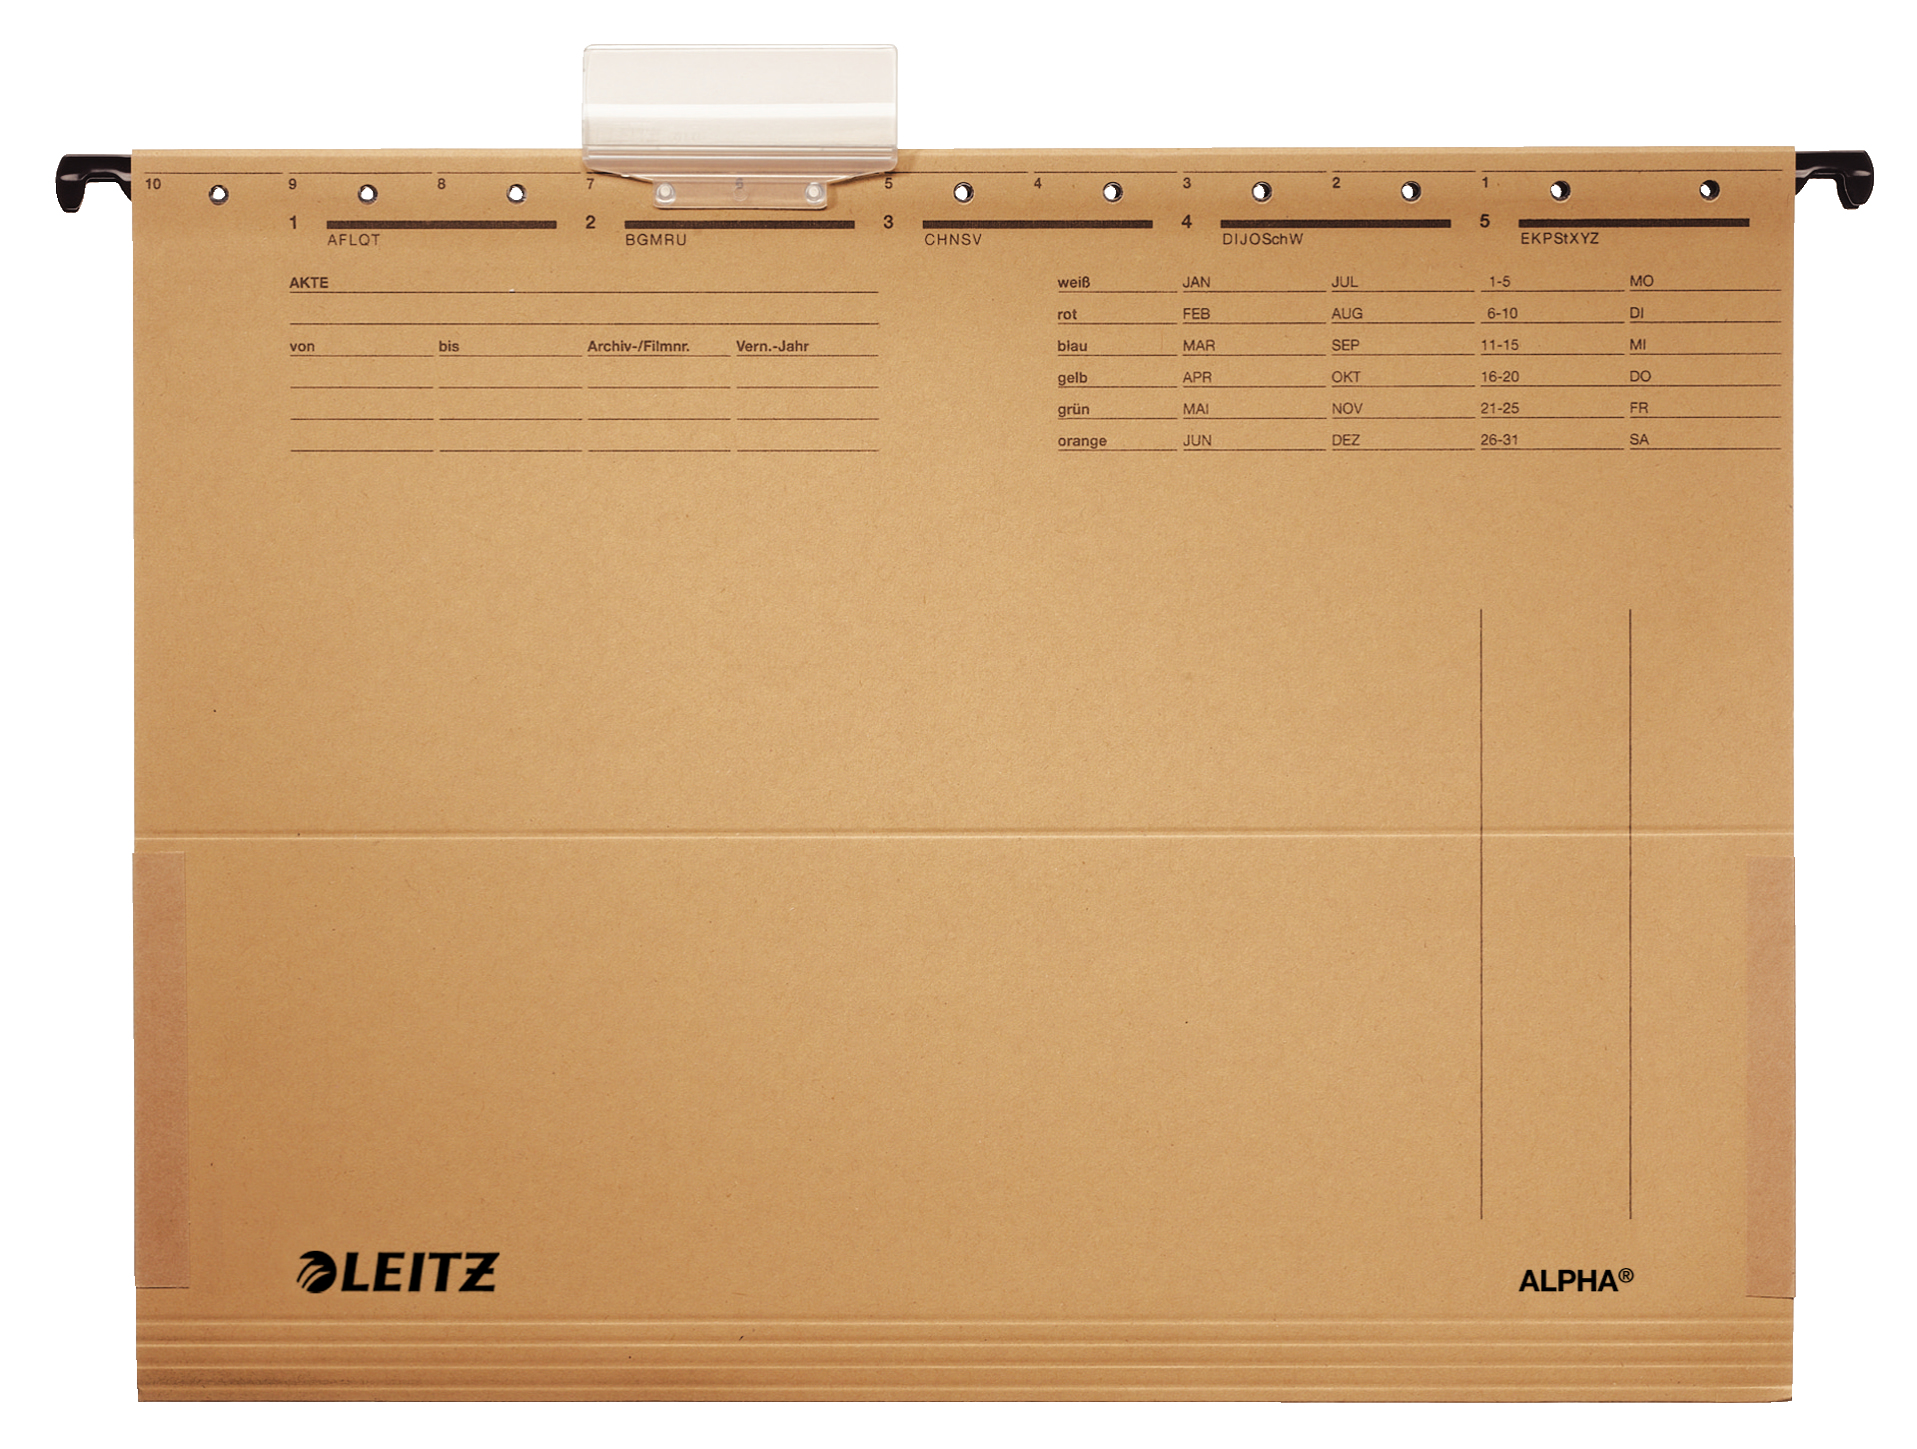 10 9 8 7 6 5 4 3 2 1
1 2 3 4 5
AFLQT BGMRU CHNSV DIJOSchW EKPStXYZ
AKTE
von bis Archiv-/Filmnr. Vern.-Jahr
weiß JAN JUL 1-5 MO
rot FEB AUG 6-10 DI
blau MAR SEP 11-15 MI
gelb APR OKT 16-20 DO
grün MAI NOV 21-25 FR
orange JUN DEZ 26-31 SA
LEITZ
ALPHA®